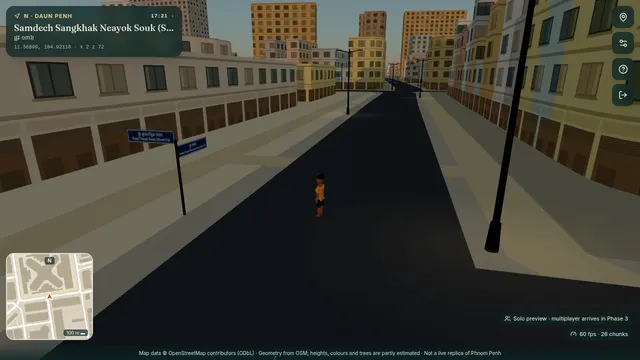 N · DAUN PENH
17:21
Samdech Sangkhak Neayok Souk (S...
11.56896, 104.92110 · x 2 z 72
N
100 m
Solo preview · multiplayer arrives in Phase 3
60 fps · 28 chunks
Map data © OpenStreetMap contributors (ODbL) · Geometry from OSM; heights, colours and trees are partly estimated · Not a live replica of Phnom Penh